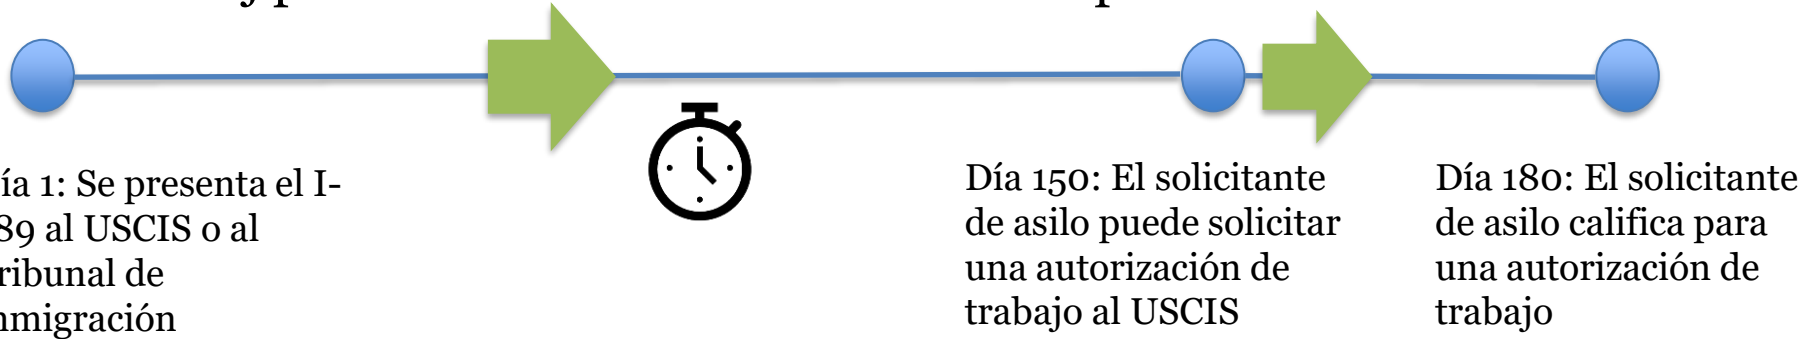 ía 1: Se presenta el I-
89 al USCIS o al
ribunal de
nmigración
Día 150: El solicitante
de asilo puede solicitar
una autorización de
trabajo al USCIS
Día 180: El solicitante
de asilo califica para
una autorización de
trabajo